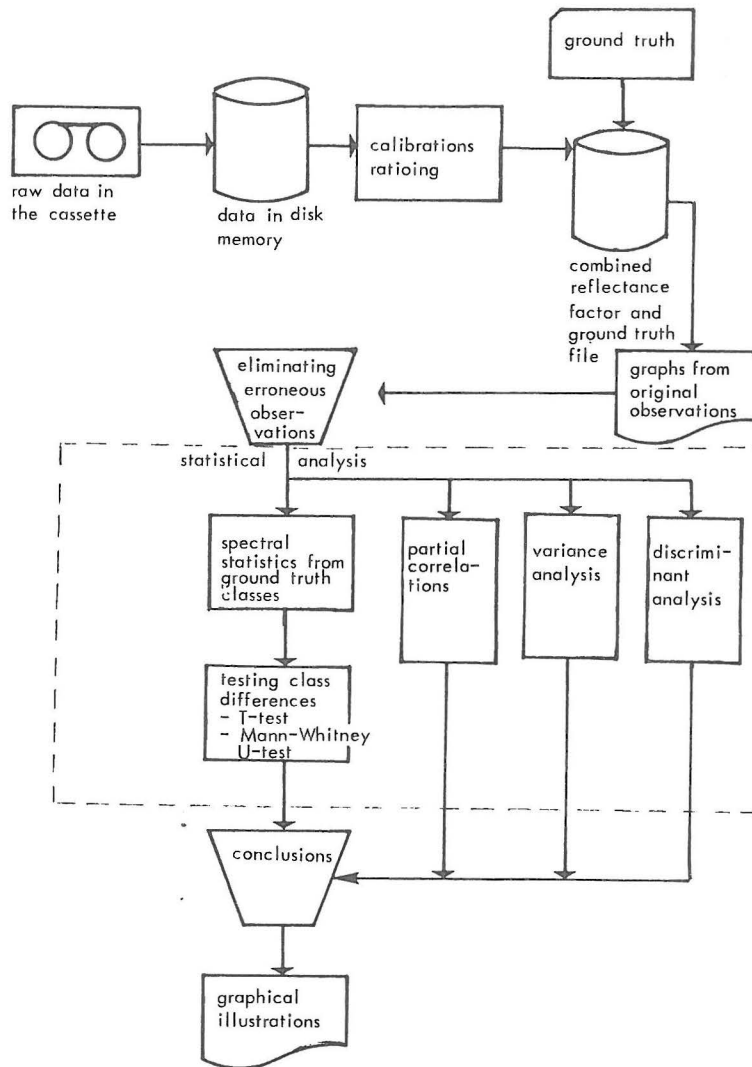 ground truth
calibrations
ratioing
raw data in
the cassette
data in disk
memory
combined
reflectance
factor and
ground truth
file
graphs from
original
observations
eliminating
erroneous
obser-
vations
statistical analysis
spectral
statistics from
ground truth
classes
partial
correla-
tions
variance
analysis
discrimi-
nant
analysis
testing class
differences
- T-test
- Mann-Whitney
U-test
conclusions
graphical
illustrations